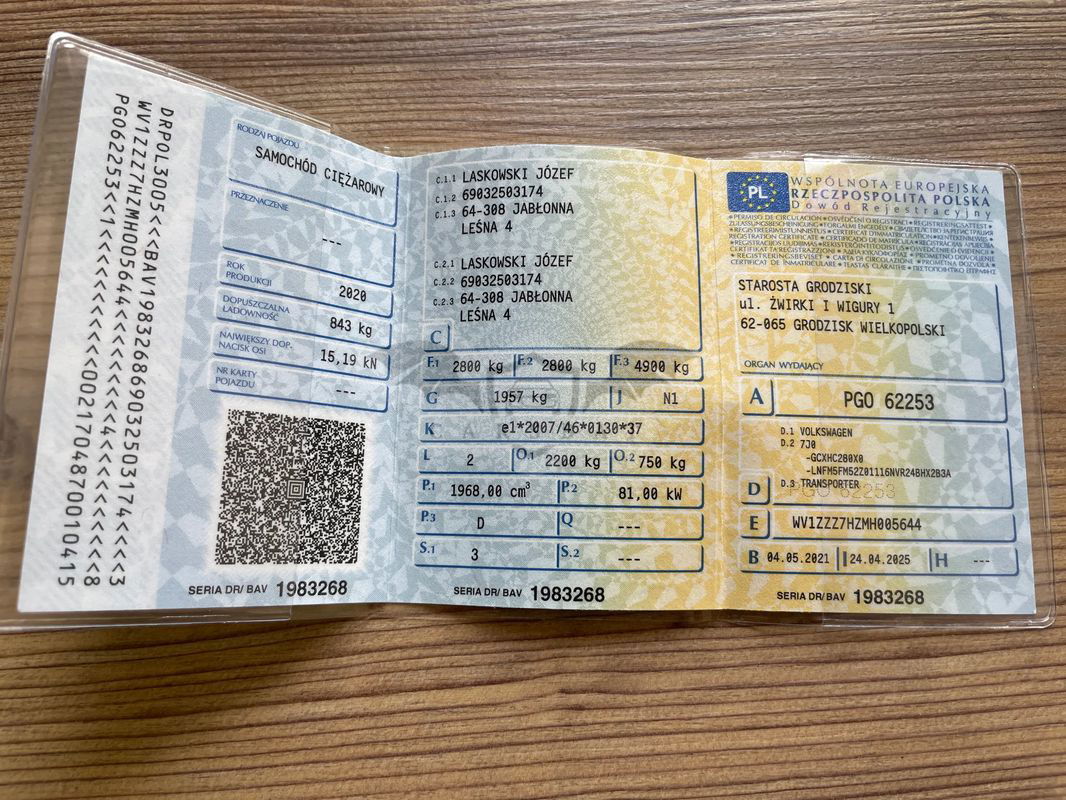 DRPOL3005<<<BAV198326869032503174<<<3
WV1ZZZ7HZMH005644
PGO62253
RODZAJ POJAZDU
SAMOCHÓD CIĘŻAROWY
PRZEZNACZENIE
---
ROK PRODUKCJI
2020
DOPUSZCZALNA ŁADOWNOŚĆ
843 kg
NAJWIĘKSZY DOP. NACISK OSI
15,19 kN
NR KARTY POJAZDU
---
SERIA DR/ BAV 1983268
C.1.1 LASKOWSKI JÓZEF
C.1.2 69032503174
C.1.3 64-308 JABŁONNA
LEŚNA 4
C.2.1 LASKOWSKI JÓZEF
C.2.2 69032503174
C.2.3 64-308 JABŁONNA
LEŚNA 4
C
F.1 2800 kg F.2 2800 kg F.3 4900 kg
G 1957 kg J N1
K e1*2007/46*0130*37
L 2 O.1 2200 kg O.2 750 kg
P.1 1968,00 cm³ P.2 81,00 kW
P.3 D Q ---
S.1 3 S.2 ---
SERIA DR/ BAV 1983268
PL
WSPÓLNOTA EUROPEJSKA
RZECZPOSPOLITA POLSKA
Dowód Rejestracyjny
STAROSTA GRODZISKI
ul. ŻWIRKI I WIGURY 1
62-065 GRODZISK WIELKOPOLSKI
ORGAN WYDAJĄCY
A PGO 62253
D.1 VOLKSWAGEN
D.2 7J0
-GCXHC2B0X0
-LNFM5FM52Z01116NVR24BHX2B3A
D.3 TRANSPORTER
D PGO 62253
E WV1ZZZ7HZMH005644
B 04.05.2021 I 24.04.2025 H ---
SERIA DR/ BAV 1983268